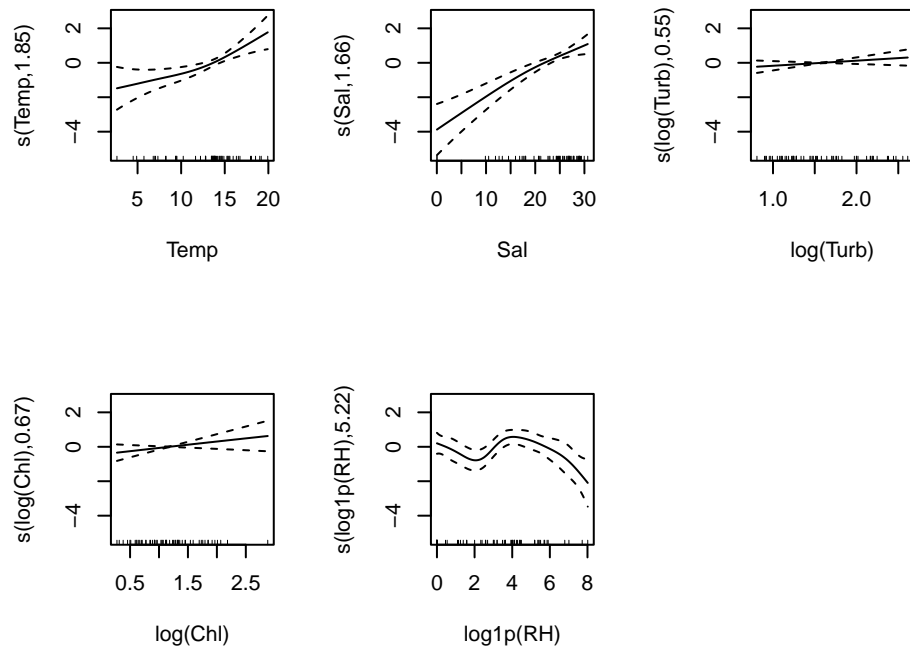 s(Temp,1.85)
2
0
−4
5 10 15 20
Temp
s(Sal,1.66)
2
0
−4
0 10 20 30
Sal
s(log(Turb),0.55)
2
0
−4
1.0 2.0
log(Turb)
s(log(Chl),0.67)
2
0
−4
0.5 1.5 2.5
log(Chl)
s(log1p(RH),5.22)
2
0
−4
0 2 4 6 8
log1p(RH)